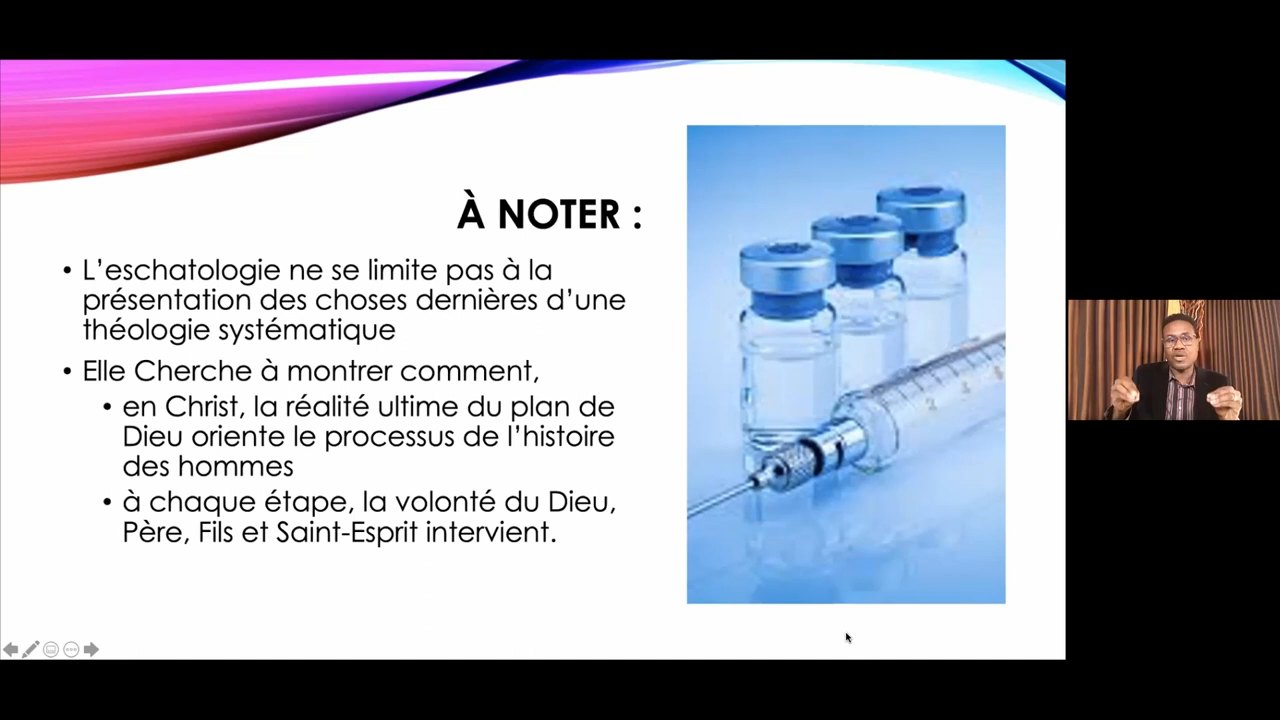 À NOTER :
• L’eschatologie ne se limite pas à la
présentation des choses dernières d’une
théologie systématique
• Elle Cherche à montrer comment,
• en Christ, la réalité ultime du plan de
Dieu oriente le processus de l’histoire
des hommes
• à chaque étape, la volonté du Dieu,
Père, Fils et Saint-Esprit intervient.
2